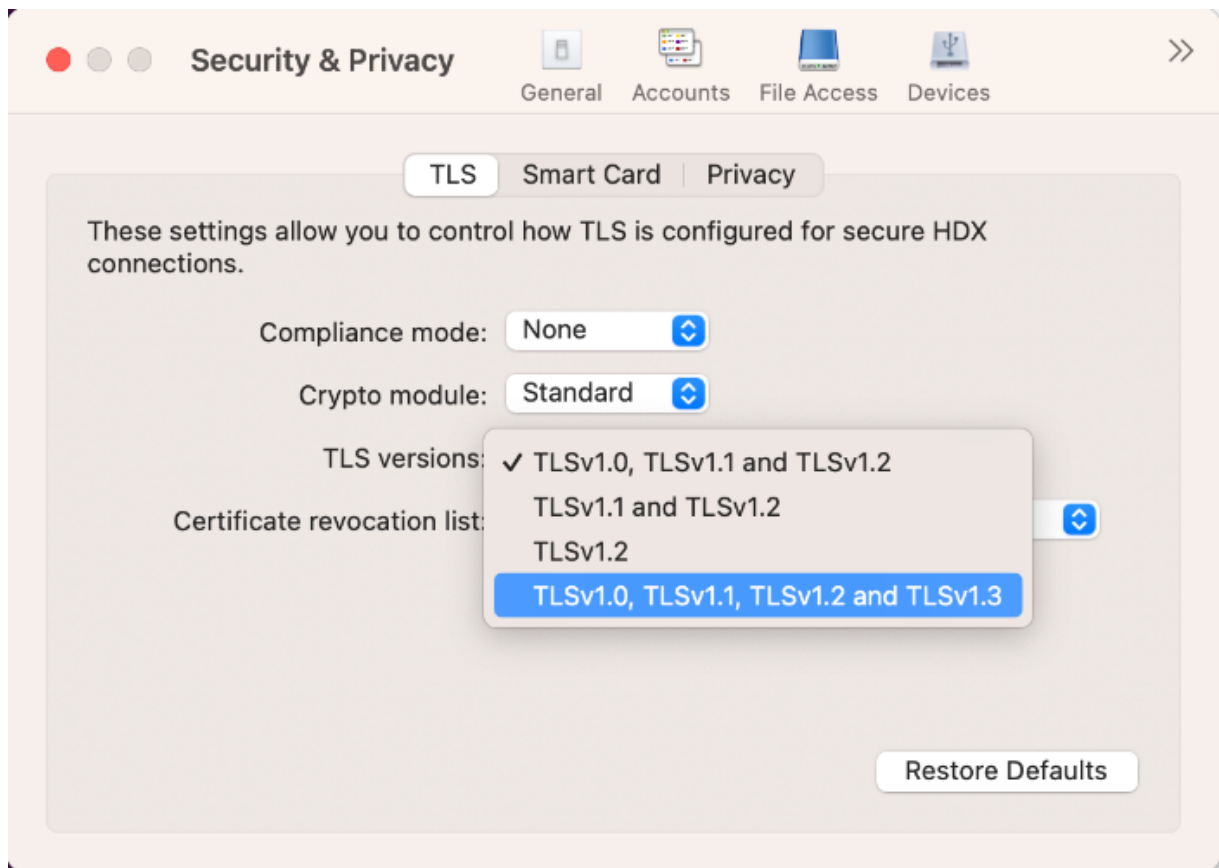 Security & Privacy
General Accounts File Access Devices
TLS Smart Card Privacy
These settings allow you to control how TLS is configured for secure HDX
connections.
Compliance mode: None
Crypto module: Standard
TLS versions: ✓ TLSv1.0, TLSv1.1 and TLSv1.2
TLSv1.1 and TLSv1.2
Certificate revocation list:
TLSv1.2
TLSv1.0, TLSv1.1, TLSv1.2 and TLSv1.3
Restore Defaults